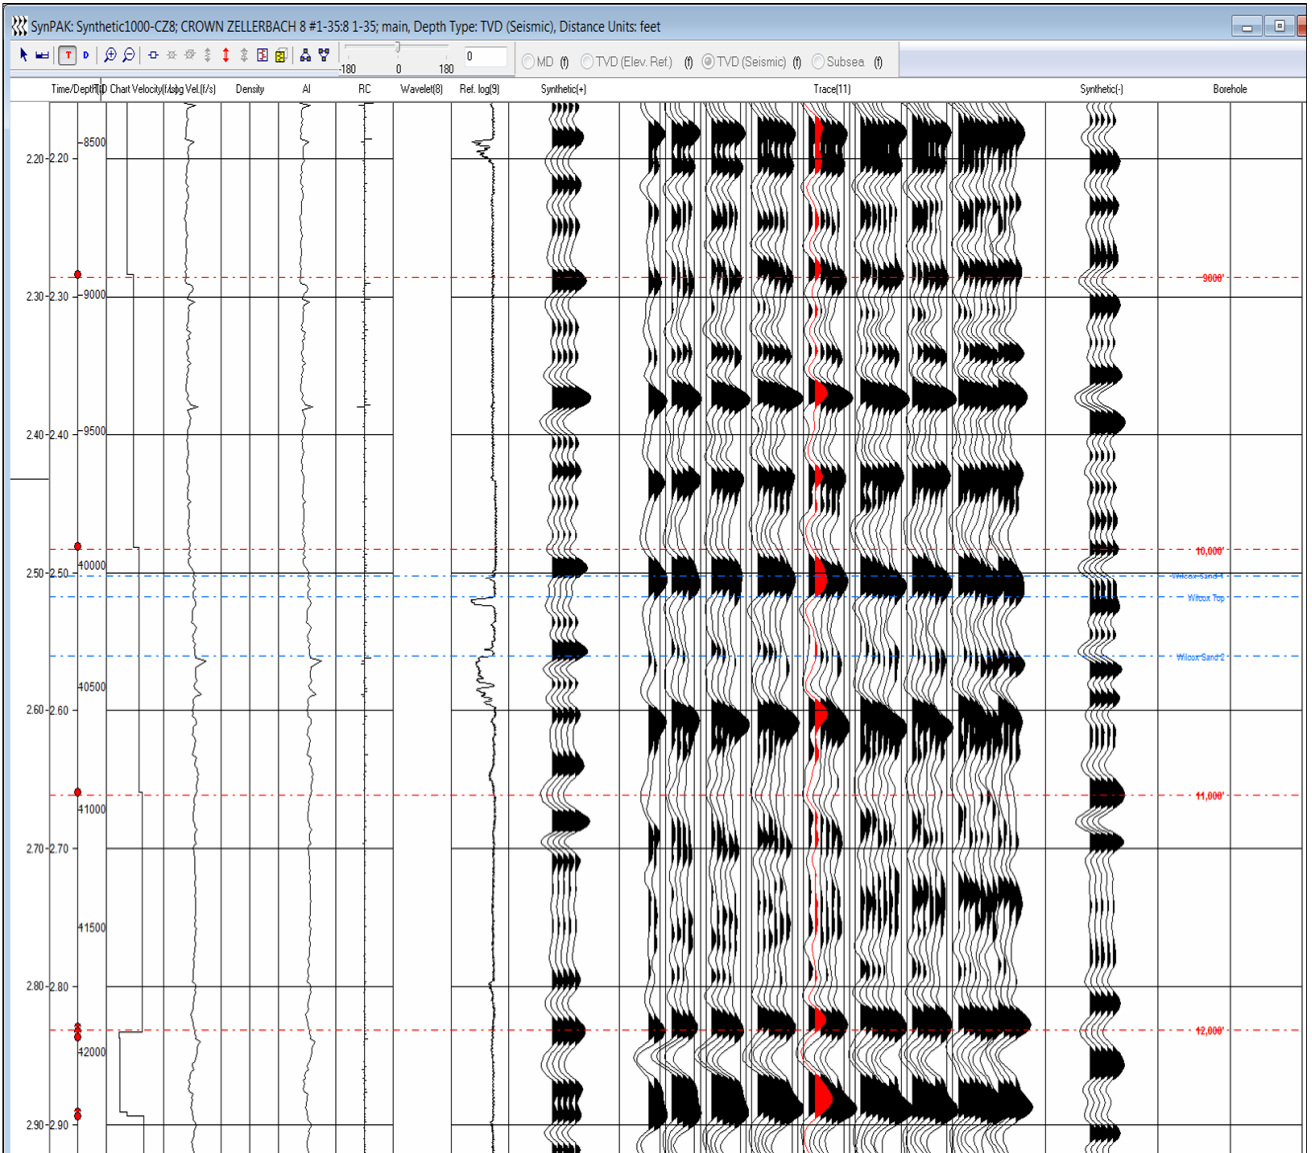 SynPAK: Synthetic1000-CZ8; CROWN ZELLERBACH 8 #1-35:8 1-35; main, Depth Type: TVD (Seismic), Distance Units: feet
T D -180 0 180 0 MD (f) TVD (Elev. Ref.) (f) TVD (Seismic) (f) Subsea (f)
Time/Depth(f) Chart Velocity(f/s) Vel.(f/s) Density AI RC Wavelet(8) Ref. log(9) Synthetic(+) Trace(11) Synthetic(-) Borehole
8500
2.20 2.20
9000'
2.30 2.30 9000
2.40 2.40 9500
10,000'
10000
2.50 2.50
Wilcox Sand 1
Wilcox Top
Wilcox Sand 2
10500
2.60 2.60
11,000'
11000
2.70 2.70
11500
2.80 2.80
12,000'
12000
2.90 2.90